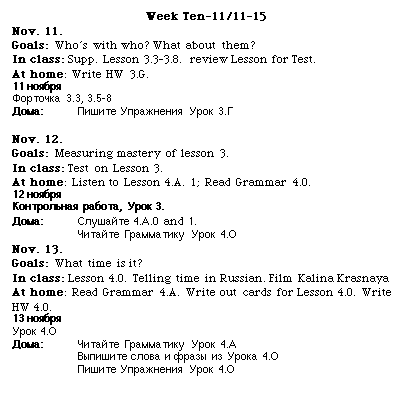 Week Ten-11/11-15
Nov. 11.
Goals: Who's with who? What about them?
In class: Supp. Lesson 3.3-3.8. review Lesson for Test.
At home: Write HW 3.G.
11 ноября
Форточка 3.3, 3.5-8
Дома: Пишите Упражнения Урок 3.Г
Nov. 12.
Goals: Measuring mastery of lesson 3.
In class: Test on Lesson 3.
At home: Listen to Lesson 4.A. 1; Read Grammar 4.0.
12 ноября
Контрольная работа, Урок 3.
Дома: Слушайте 4.A.0 and 1.
Читайте Грамматику Урок 4.О
Nov. 13.
Goals: What time is it?
In class: Lesson 4.0. Telling time in Russian. Film Kalina Krasnaya
At home: Read Grammar 4.A. Write out cards for Lesson 4.0. Write
HW 4.0.
13 ноября
Урок 4.О
Дома: Читайте Грамматику Урок 4.А
Выпишите слова и фразы из Урока 4.О
Пишите Упражнения Урок 4.О